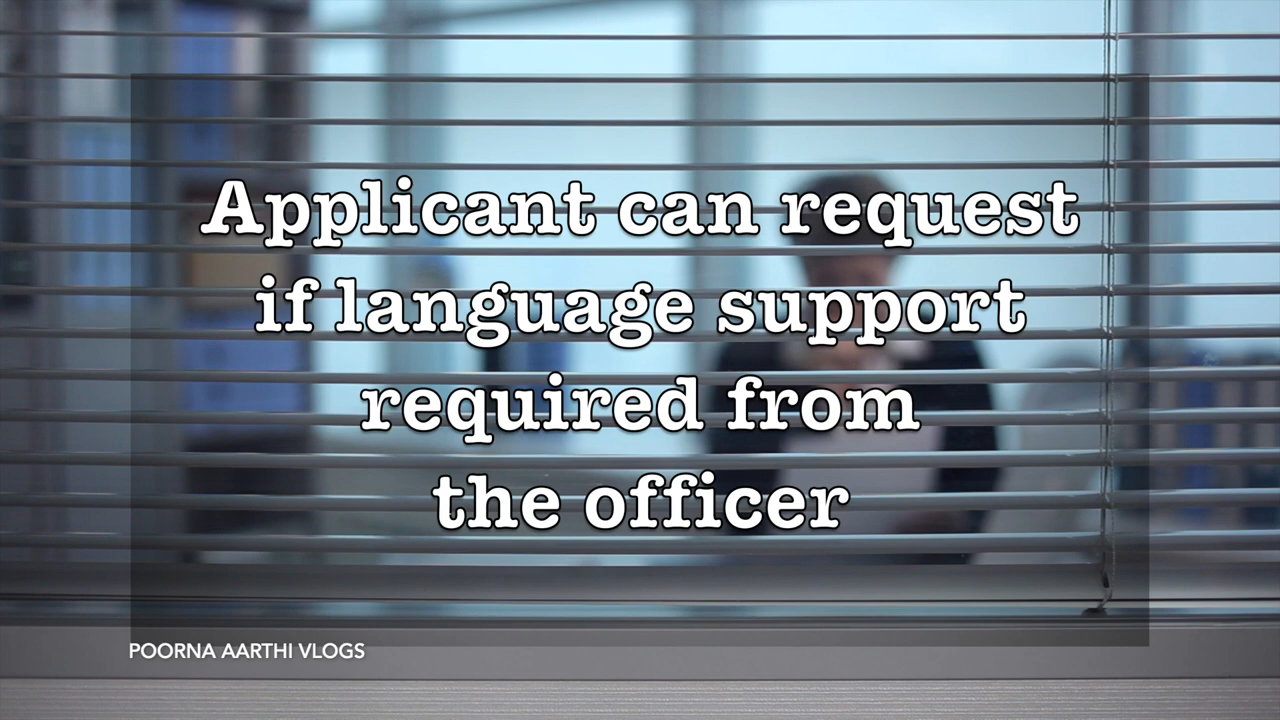 Applicant can request
if language support
required from
the officer
POORNA AARTHI VLOGS